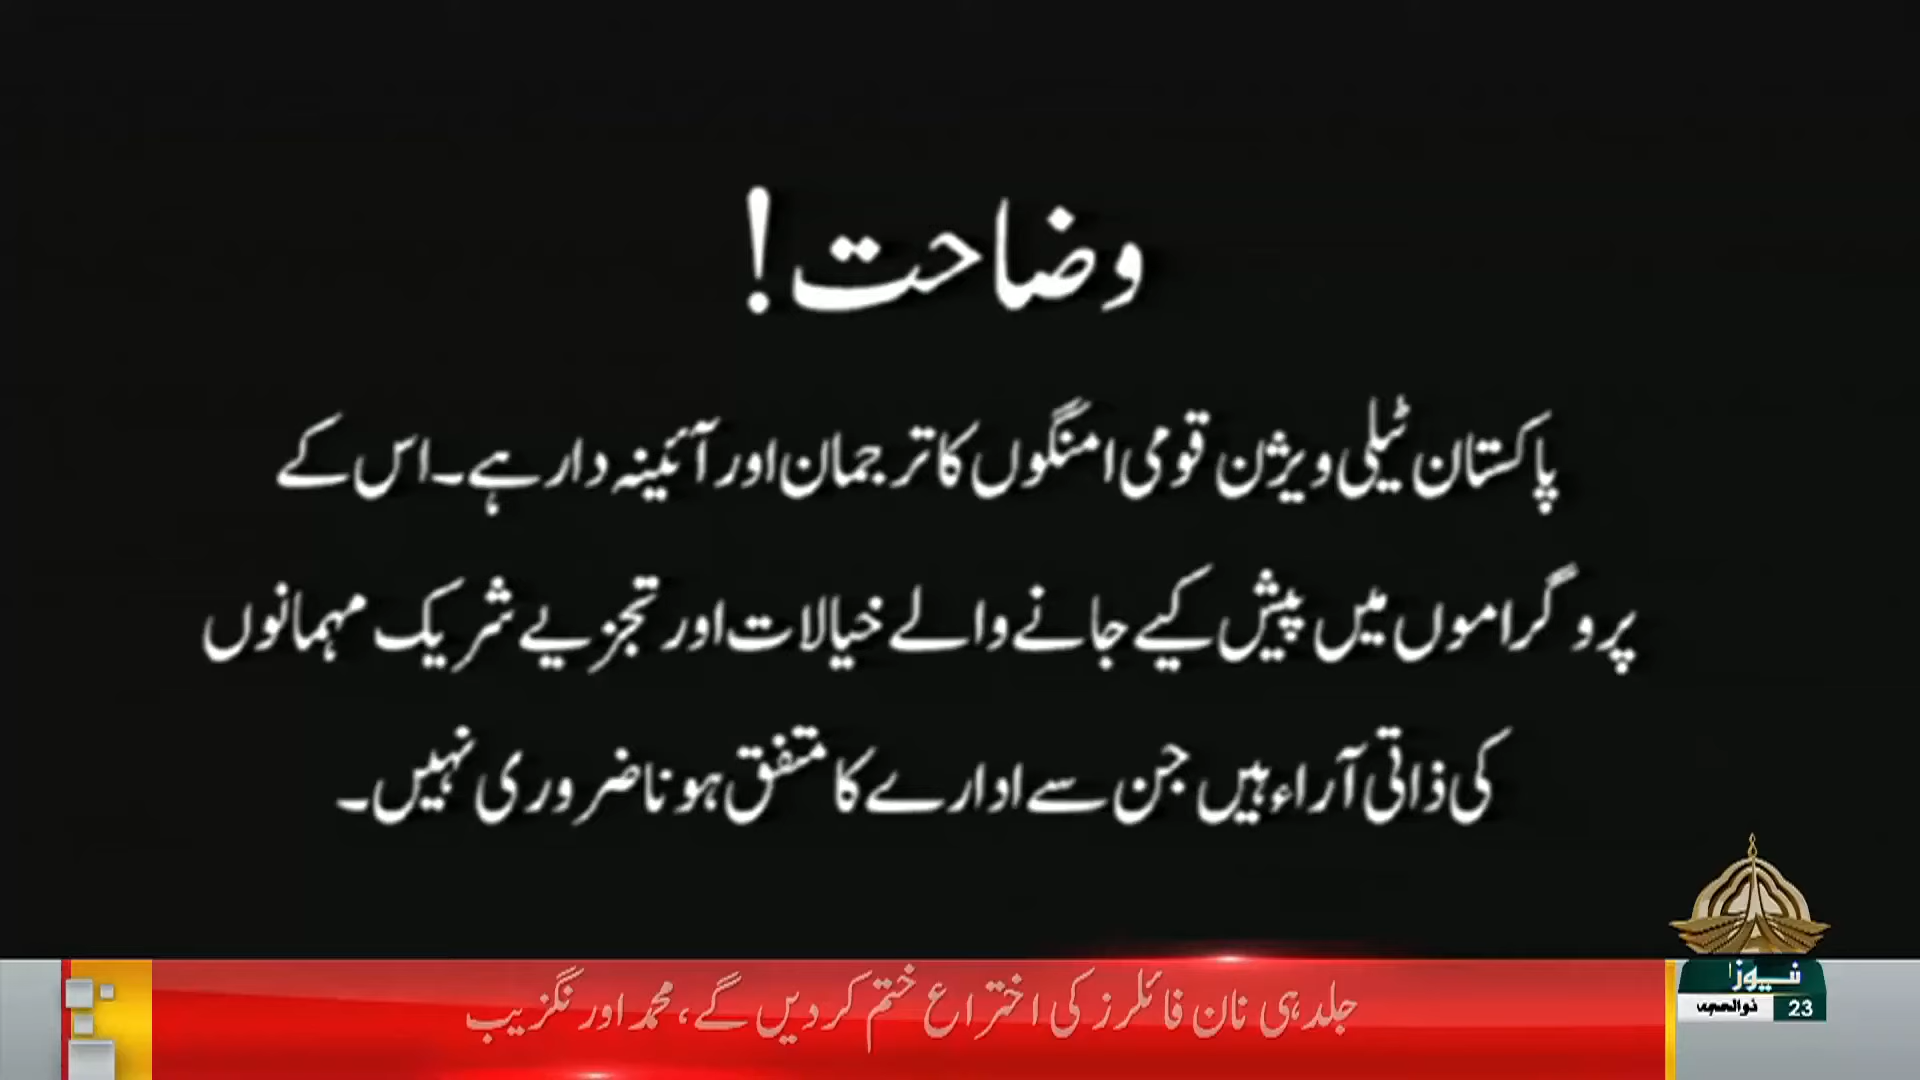 وضاحت!
پاکستان ٹیلی ویژن قومی امنگوں کا ترجمان اور آئینہ دار ہے۔ اس کے
پروگراموں میں پیش کیے جانے والے خیالات اور تجزیے شریک مہمانوں
کی ذاتی آراء ہیں جن سے ادارے کا متفق ہونا ضروری نہیں۔
نیوز
23 ذوالحجہ
جلد ہی نان فائلرز کی اختراع ختم کر دیں گے، محمد اورنگزیب